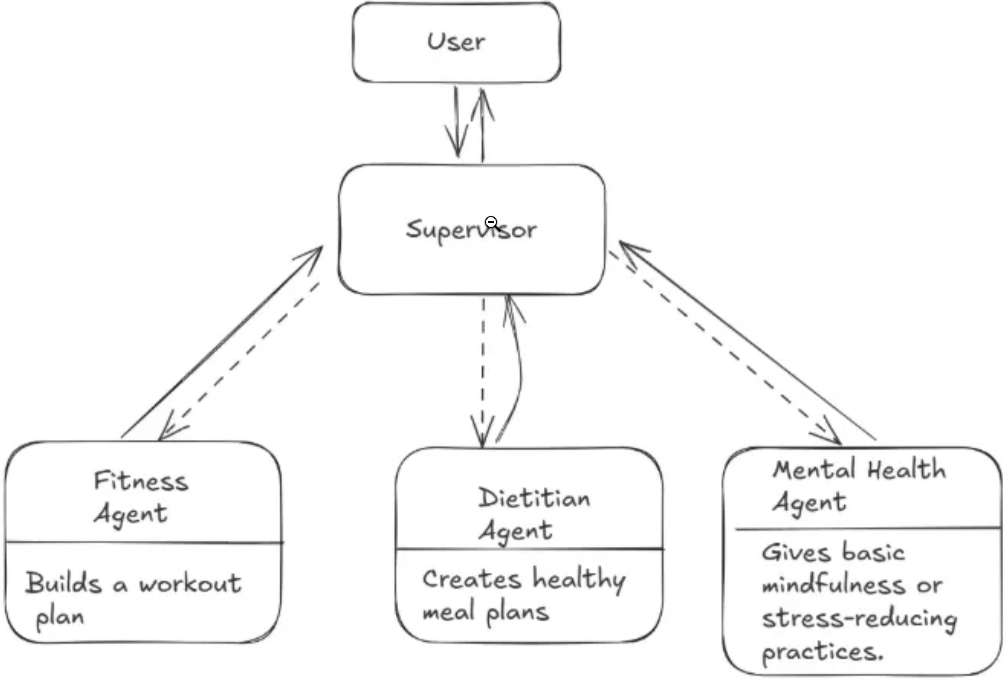 User
Supervisor
Fitness
Agent
Builds a workout
plan
Dietitian
Agent
Creates healthy
meal plans
Mental Health
Agent
Gives basic
mindfulness or
stress-reducing
practices.